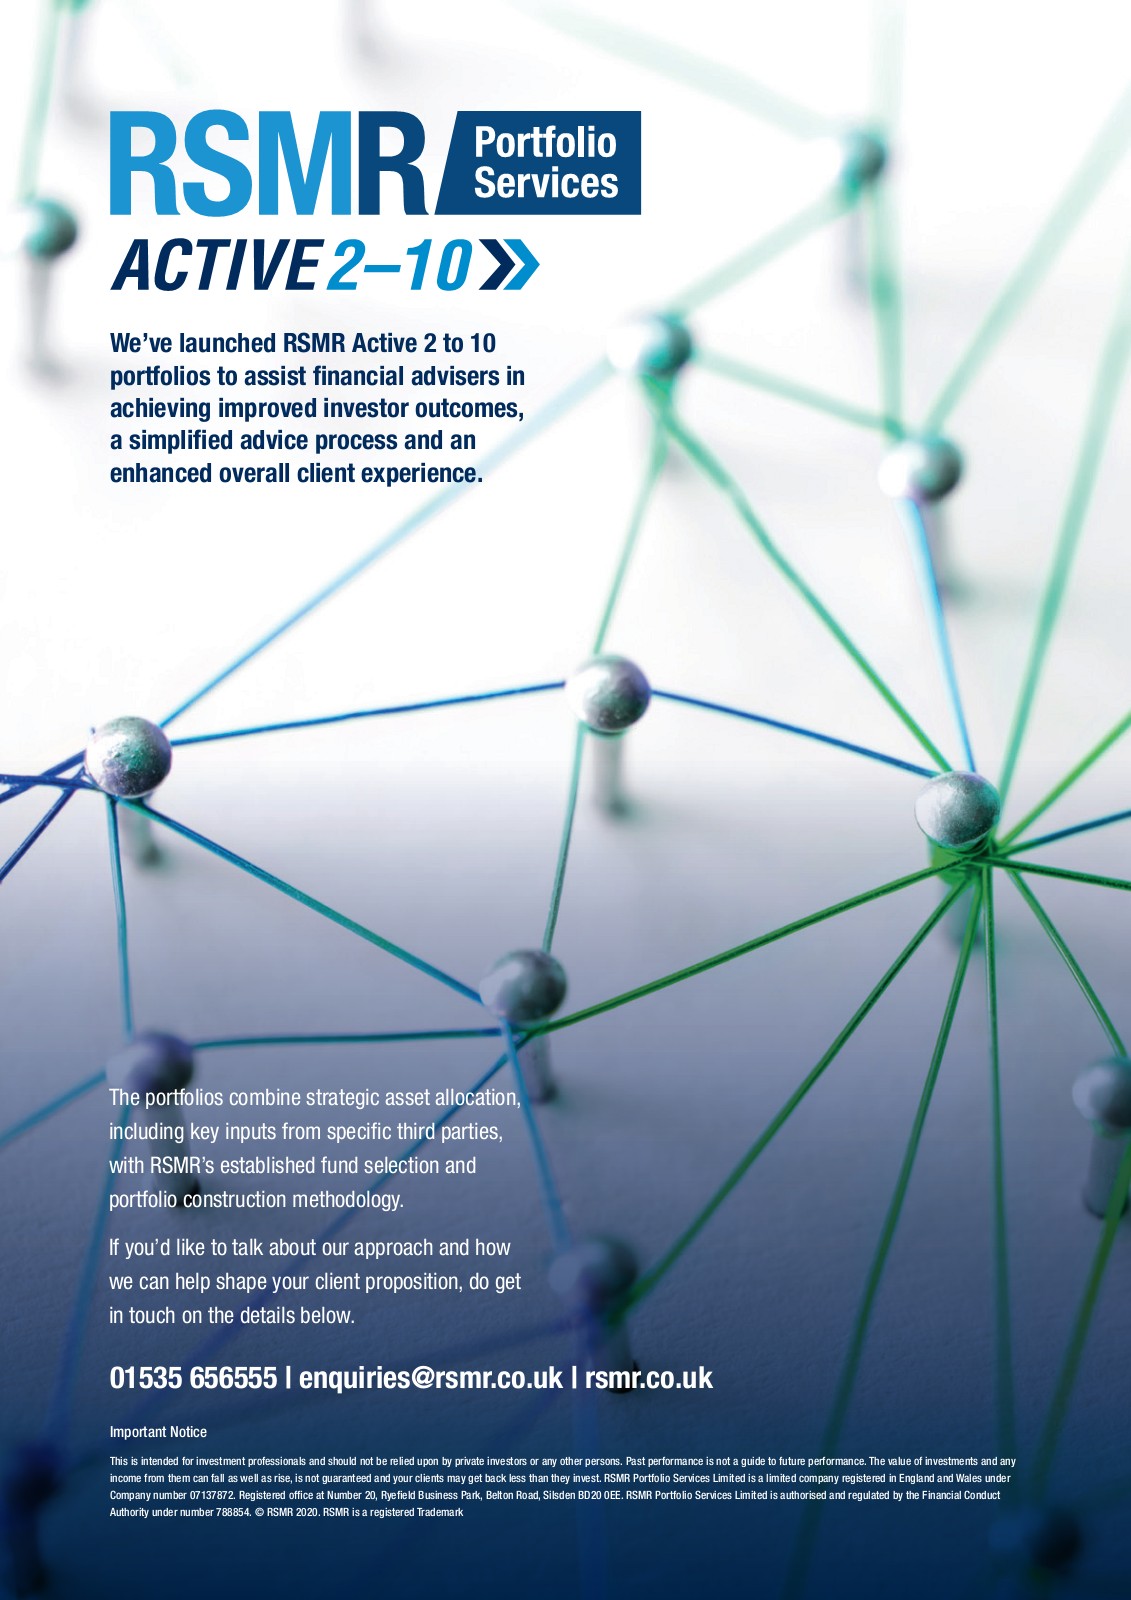 RSMR Portfolio
Services
ACTIVE 2–10
We’ve launched RSMR Active 2 to 10
portfolios to assist financial advisers in
achieving improved investor outcomes,
a simplified advice process and an
enhanced overall client experience.
The portfolios combine strategic asset allocation,
including key inputs from specific third parties,
with RSMR’s established fund selection and
portfolio construction methodology.
If you’d like to talk about our approach and how
we can help shape your client proposition, do get
in touch on the details below.
01535 656555 | enquiries@rsmr.co.uk | rsmr.co.uk
Important Notice
This is intended for investment professionals and should not be relied upon by private investors or any other persons. Past performance is not a guide to future performance. The value of investments and any
income from them can fall as well as rise, is not guaranteed and your clients may get back less than they invest. RSMR Portfolio Services Limited is a limited company registered in England and Wales under
Company number 07137872. Registered office at Number 20, Ryefield Business Park, Belton Road, Silsden BD20 0EE. RSMR Portfolio Services Limited is authorised and regulated by the Financial Conduct
Authority under number 788854. © RSMR 2020. RSMR is a registered Trademark